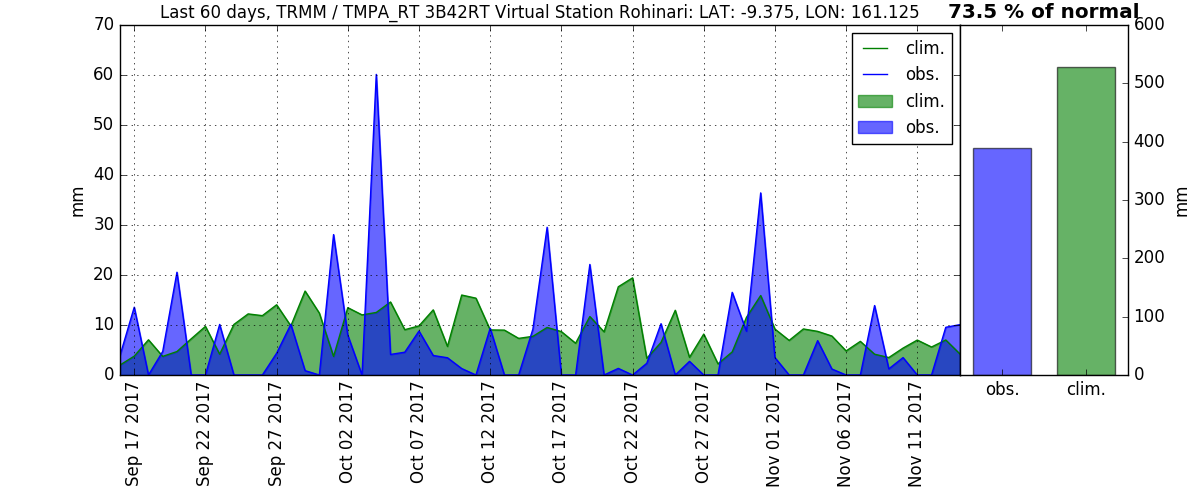 Last 60 days, TRMM / TMPA_RT 3B42RT Virtual Station Rohinari: LAT: -9.375, LON: 161.125
73.5 % of normal
70
60
50
40
30
20
10
0
mm
clim.
obs.
clim.
obs.
600
500
400
300
200
100
0
mm
Sep 17 2017
Sep 22 2017
Sep 27 2017
Oct 02 2017
Oct 07 2017
Oct 12 2017
Oct 17 2017
Oct 22 2017
Oct 27 2017
Nov 01 2017
Nov 06 2017
Nov 11 2017
obs.
clim.